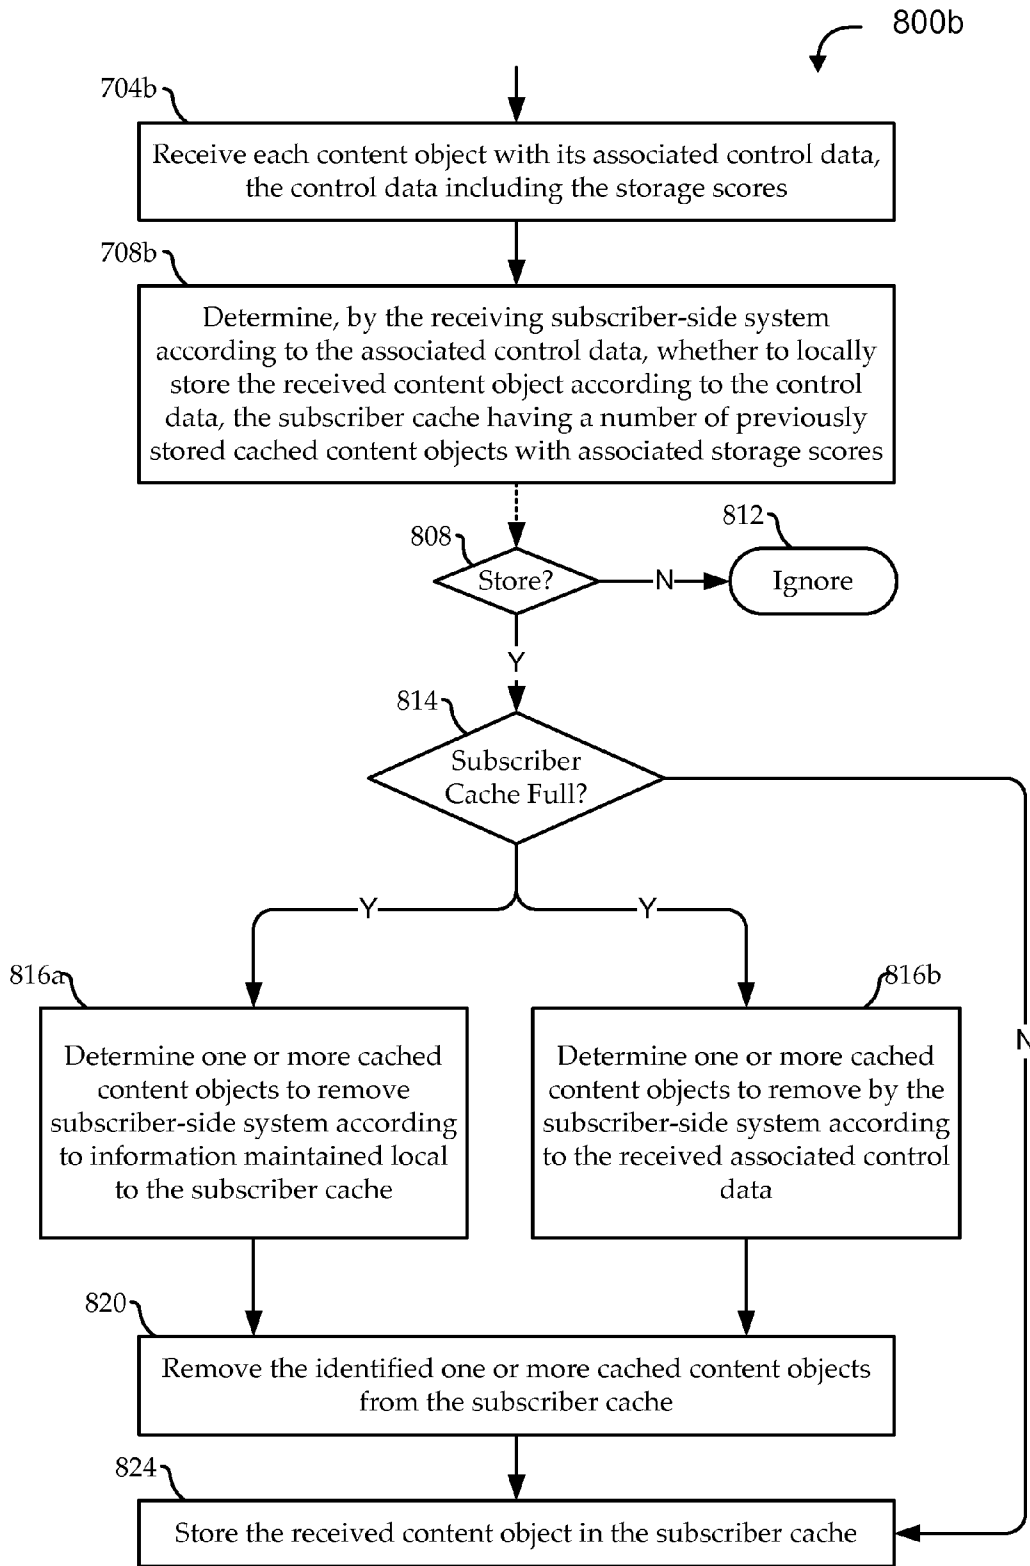 800b
704b
Receive each content object with its associated control data,
the control data including the storage scores
708b
Determine, by the receiving subscriber-side system
according to the associated control data, whether to locally
store the received content object according to the control
data, the subscriber cache having a number of previously
stored cached content objects with associated storage scores
808
Store?
N
812
Ignore
Y
814
Subscriber
Cache Full?
Y
Y
N
816a
Determine one or more cached
content objects to remove
subscriber-side system according
to information maintained local
to the subscriber cache
816b
Determine one or more cached
content objects to remove by the
subscriber-side system according
to the received associated control
data
820
Remove the identified one or more cached content objects
from the subscriber cache
824
Store the received content object in the subscriber cache